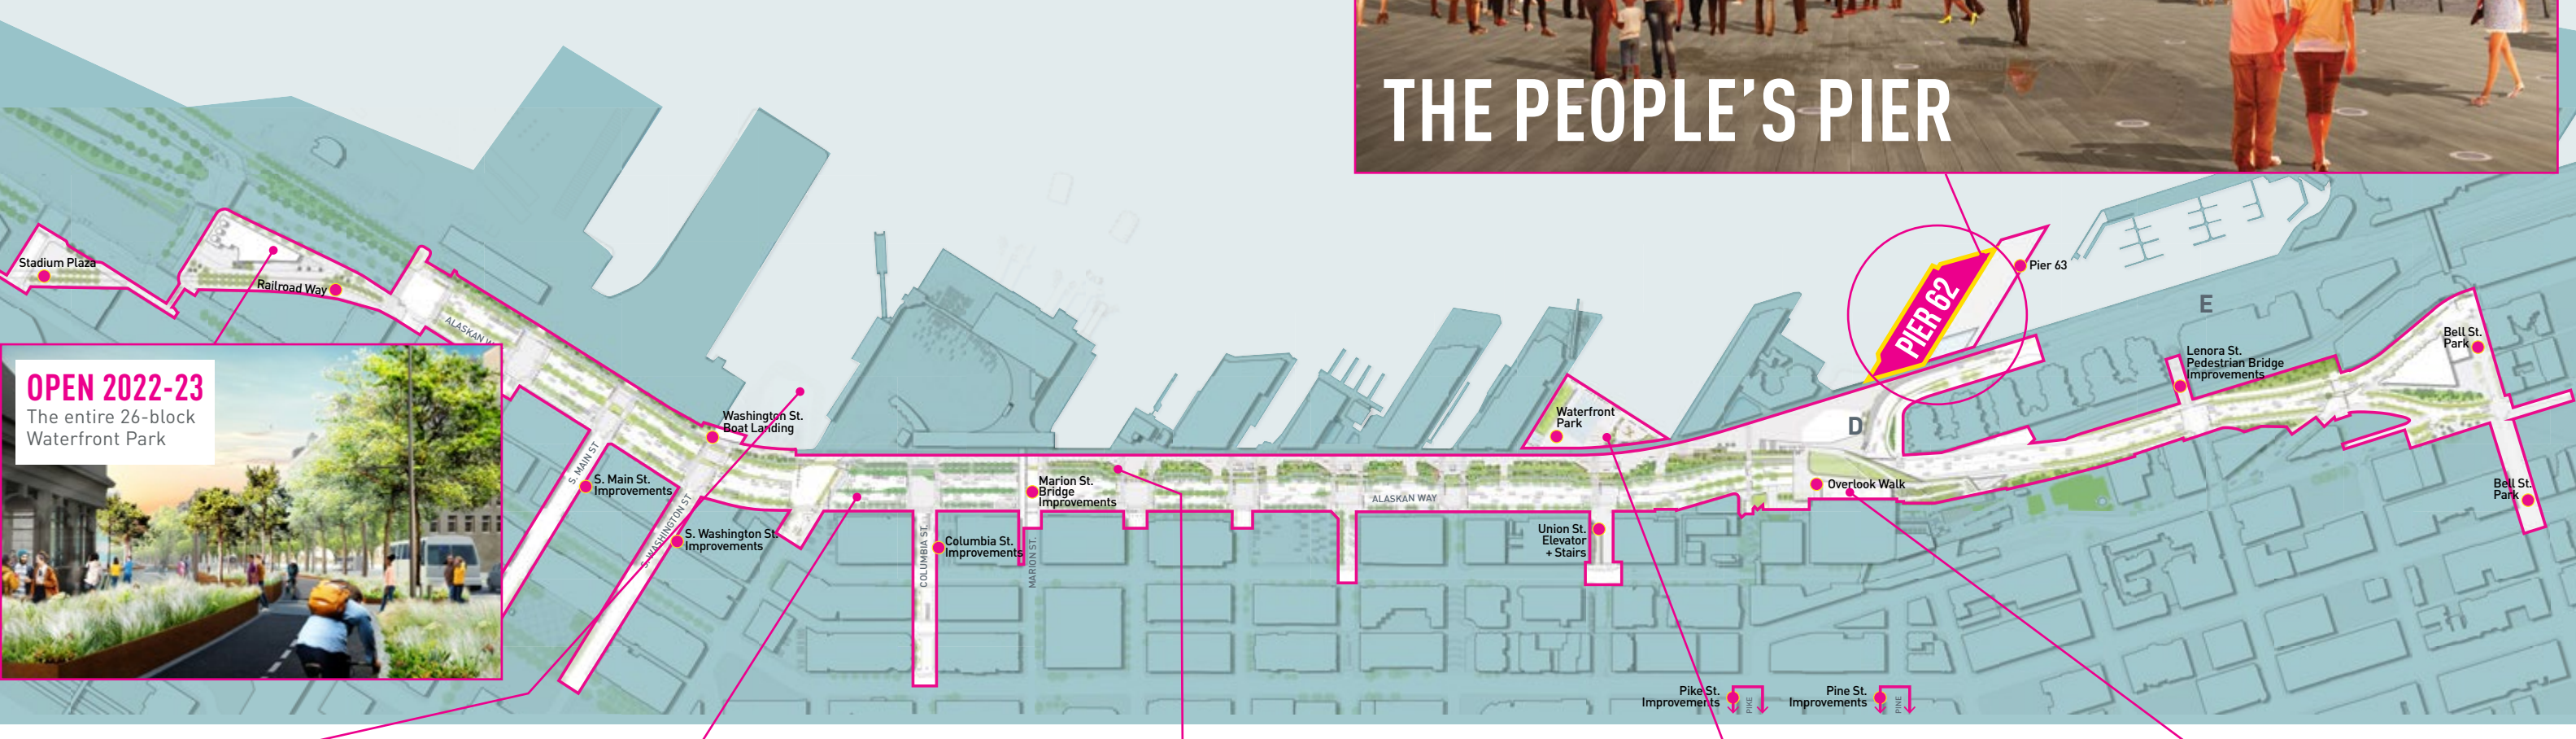 THE PEOPLE'S PIER
Stadium Plaza
Railroad Way
ALASKAN W
OPEN 2022-23
The entire 26-block
Waterfront Park
S. MAIN ST
S. Main St.
Improvements
S. WASHINGTON ST
S. Washington St.
Improvements
Washington St.
Boat Landing
COLUMBIA ST.
Columbia St.
Improvements
Marion St.
Bridge
Improvements
MARION ST.
ALASKAN WAY
Waterfront
Park
Union St.
Elevator
+ Stairs
PIER 62
Pier 63
D
Overlook Walk
E
Lenora St.
Pedestrian Bridge
Improvements
Bell St.
Park
Bell St.
Park
Pike St.
Improvements
PIKE
Pine St.
Improvements
PINE